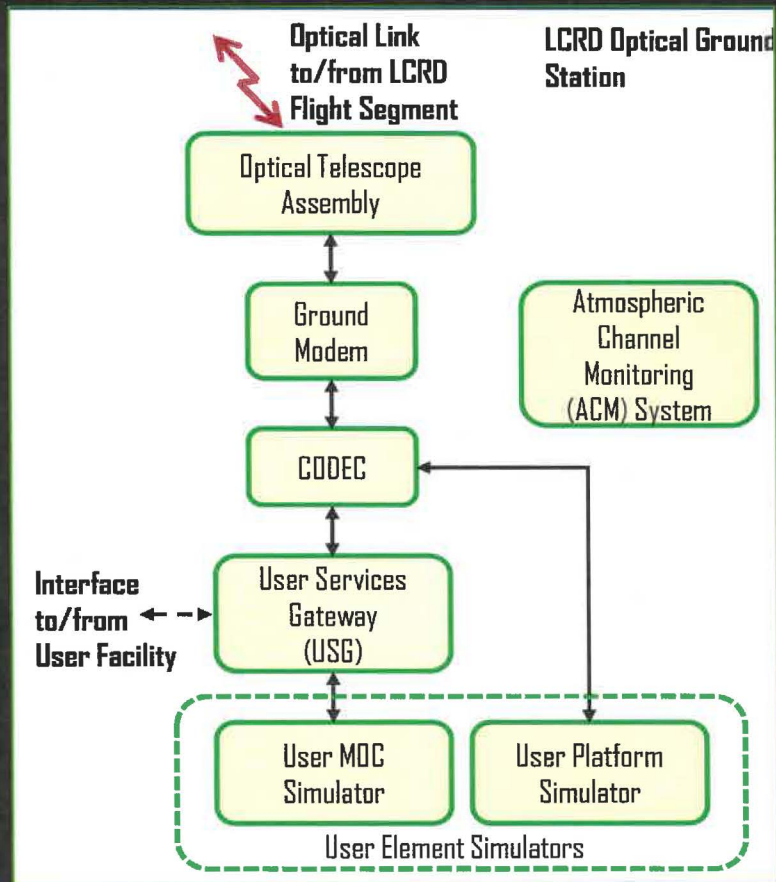 Optical Link
to/from LCRD
Flight Segment
LCRD Optical Ground
Station
Optical Telescope
Assembly
Ground
Modem
Atmospheric
Channel
Monitoring
(ACM) System
CODEC
Interface
to/from
User Facility
User Services
Gateway
(USG)
User MOC
Simulator
User Platform
Simulator
User Element Simulators